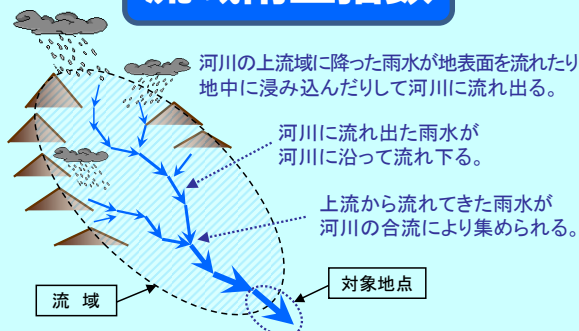 河川の上流域に降った雨水が地表面を流れたり
地中に浸み込んだりして河川に流れ出る。
河川に流れ出た雨水が
河川に沿って流れ下る。
上流から流れてきた雨水が
河川の合流により集められる。
対象地点
流 域